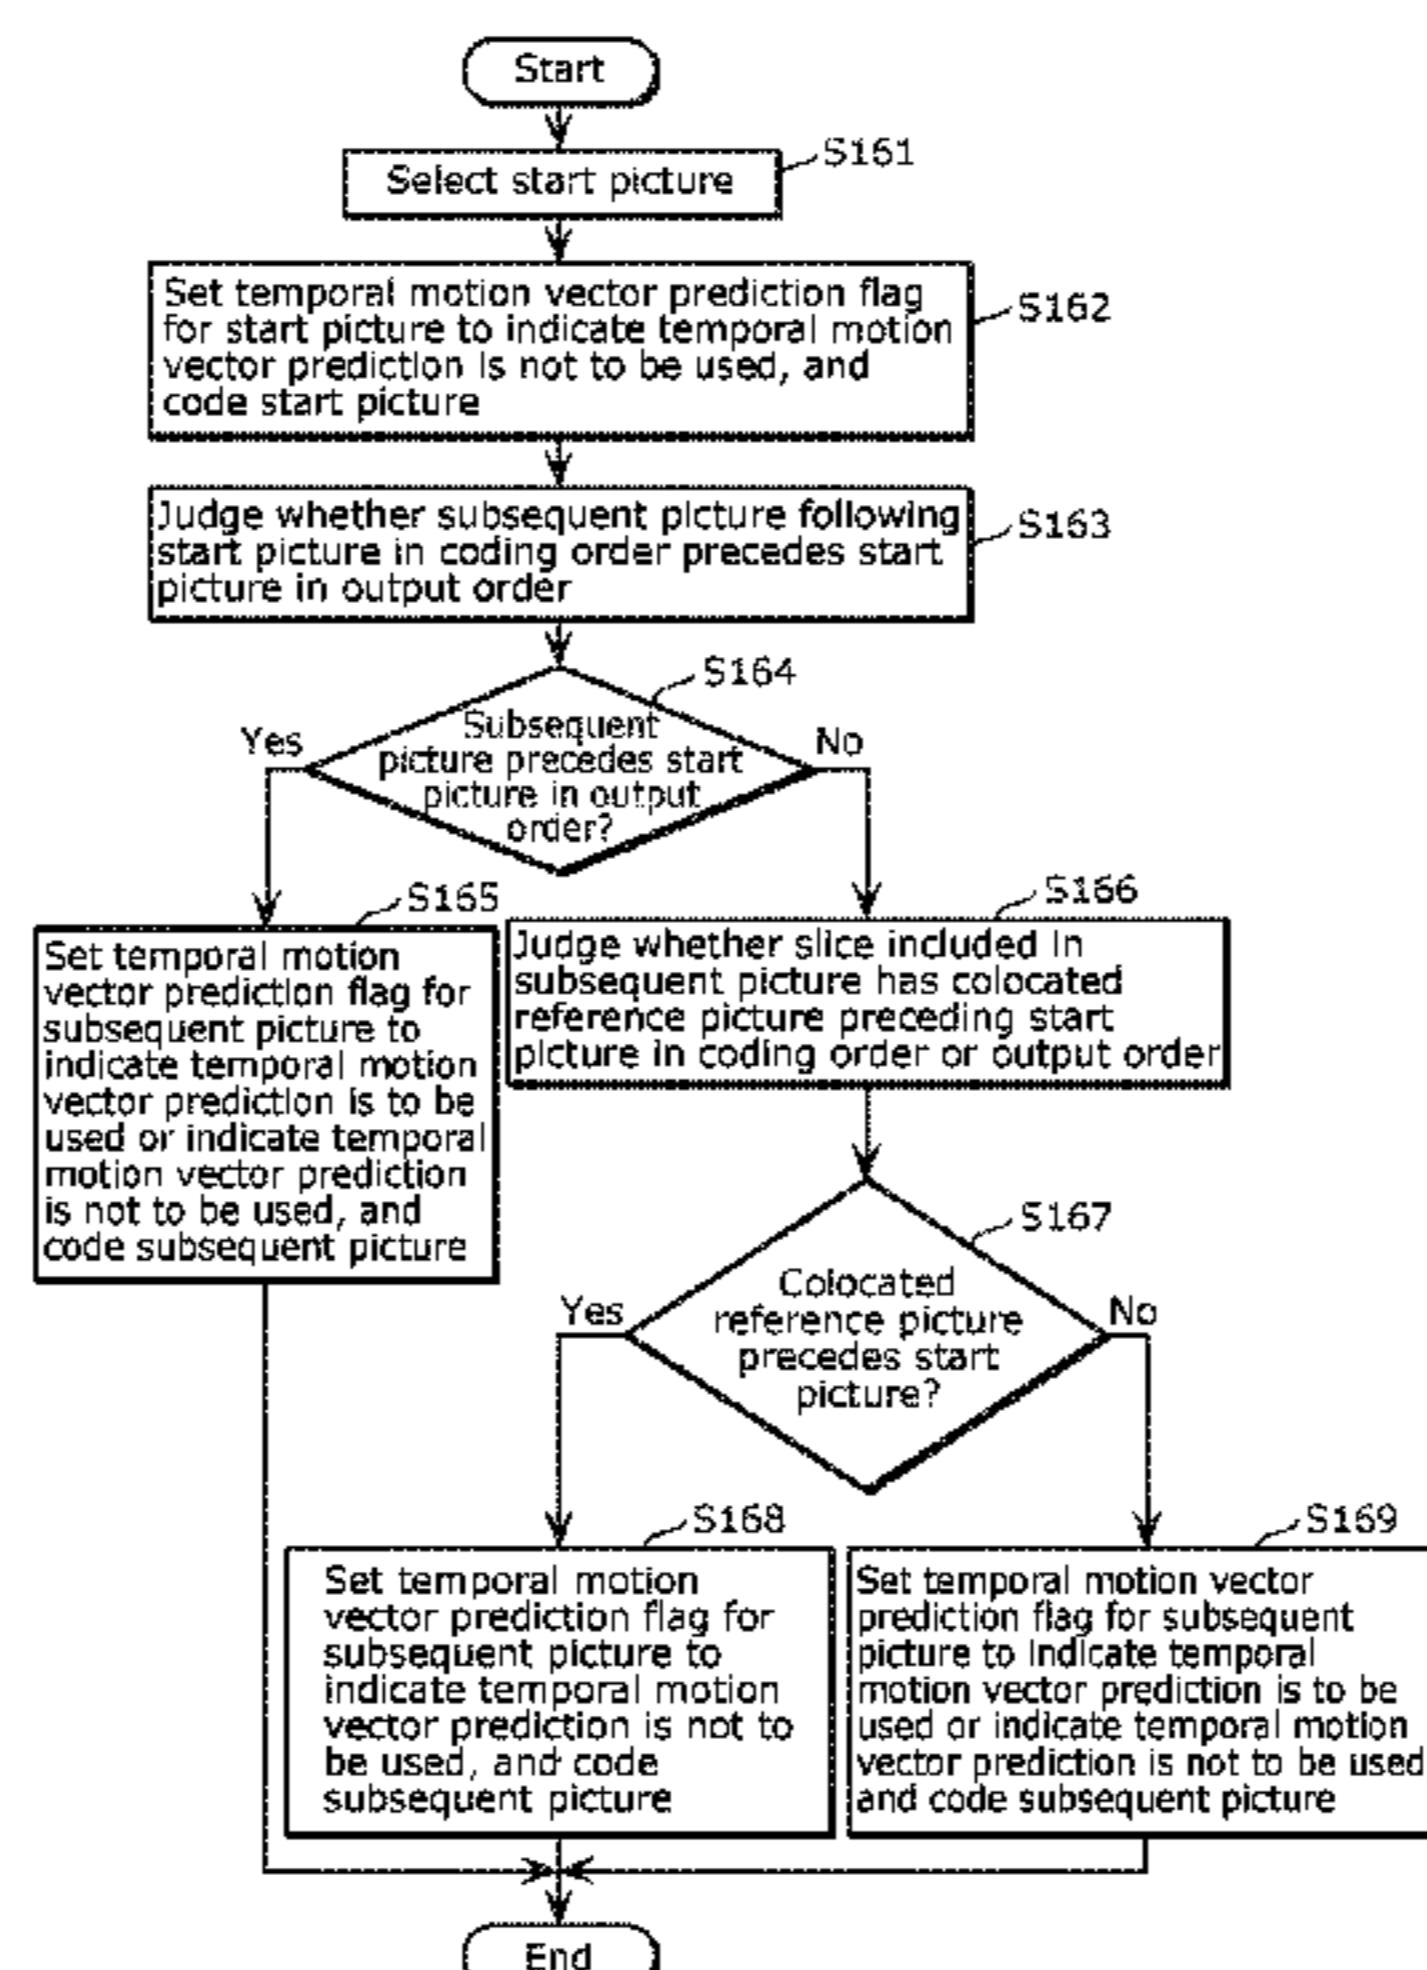 Start
S161
Select start picture
S162
Set temporal motion vector prediction flag
for start picture to indicate temporal motion
vector prediction is not to be used, and
code start picture
S163
Judge whether subsequent picture following
start picture in coding order precedes start
picture in output order
S164
Subsequent
picture precedes start
picture in output
order?
Yes
No
S165
Set temporal motion
vector prediction flag for
subsequent picture to
indicate temporal motion
vector prediction is to be
used or indicate temporal
motion vector prediction
is not to be used, and
code subsequent picture
S166
Judge whether slice included in
subsequent picture has colocated
reference picture preceding start
picture in coding order or output order
S167
Colocated
reference picture
precedes start
picture?
Yes
No
S168
Set temporal motion
vector prediction flag for
subsequent picture to
indicate temporal motion
vector prediction is not to
be used, and code
subsequent picture
S169
Set temporal motion vector
prediction flag for subsequent
picture to indicate temporal
motion vector prediction is to be
used or indicate temporal motion
vector prediction is not to be used
and code subsequent picture
End